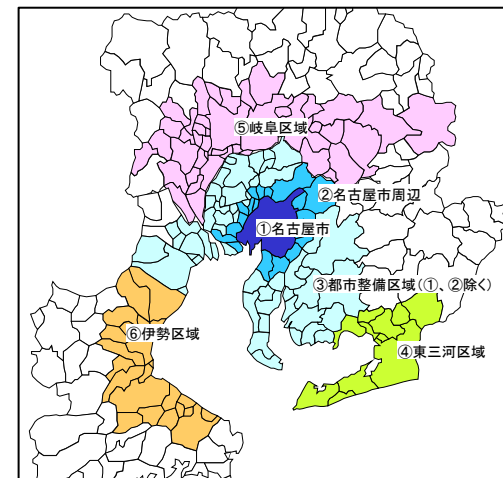 ⑤岐阜区域
②名古屋市周辺
①名古屋市
③都市整備区域(①、②除く)
⑥伊勢区域
④東三河区域